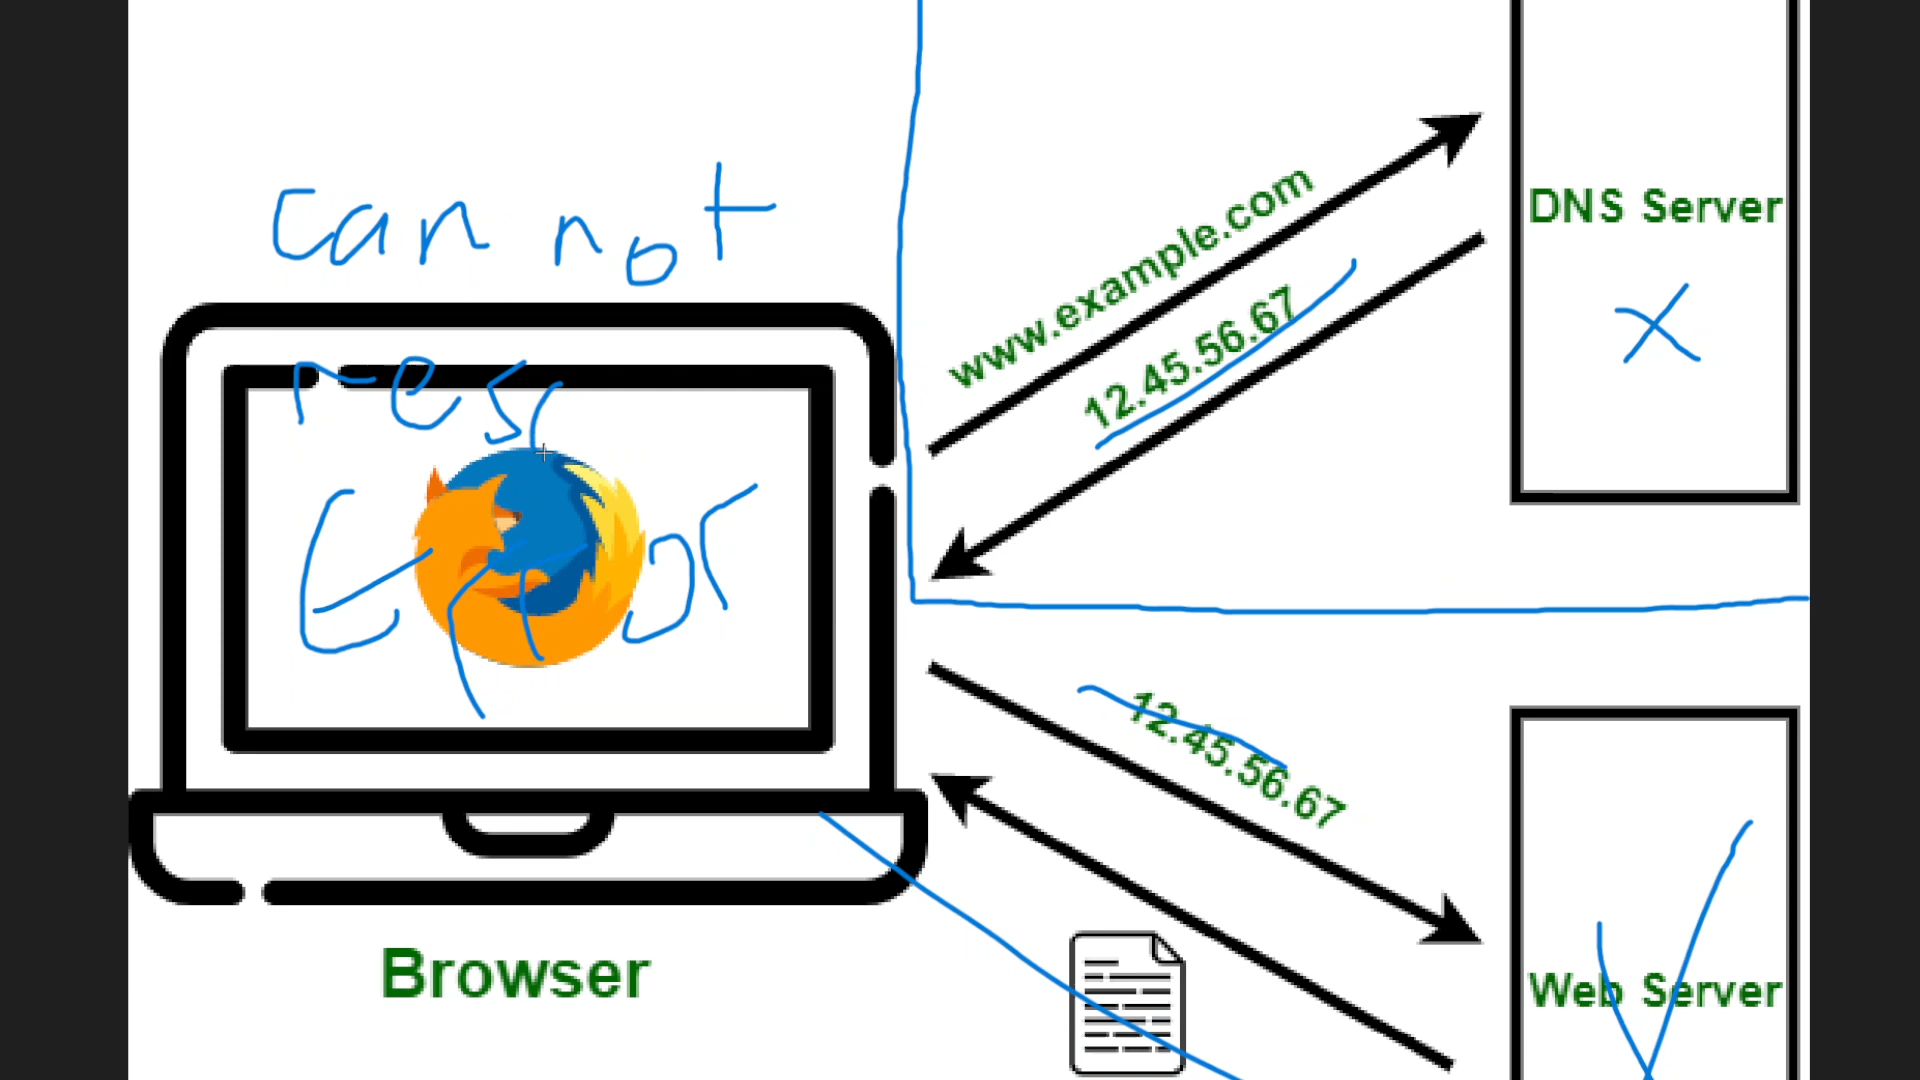 can not
res
Error
www.example.com
12.45.56.67
DNS Server
x
12.45.56.67
Web Server
Browser